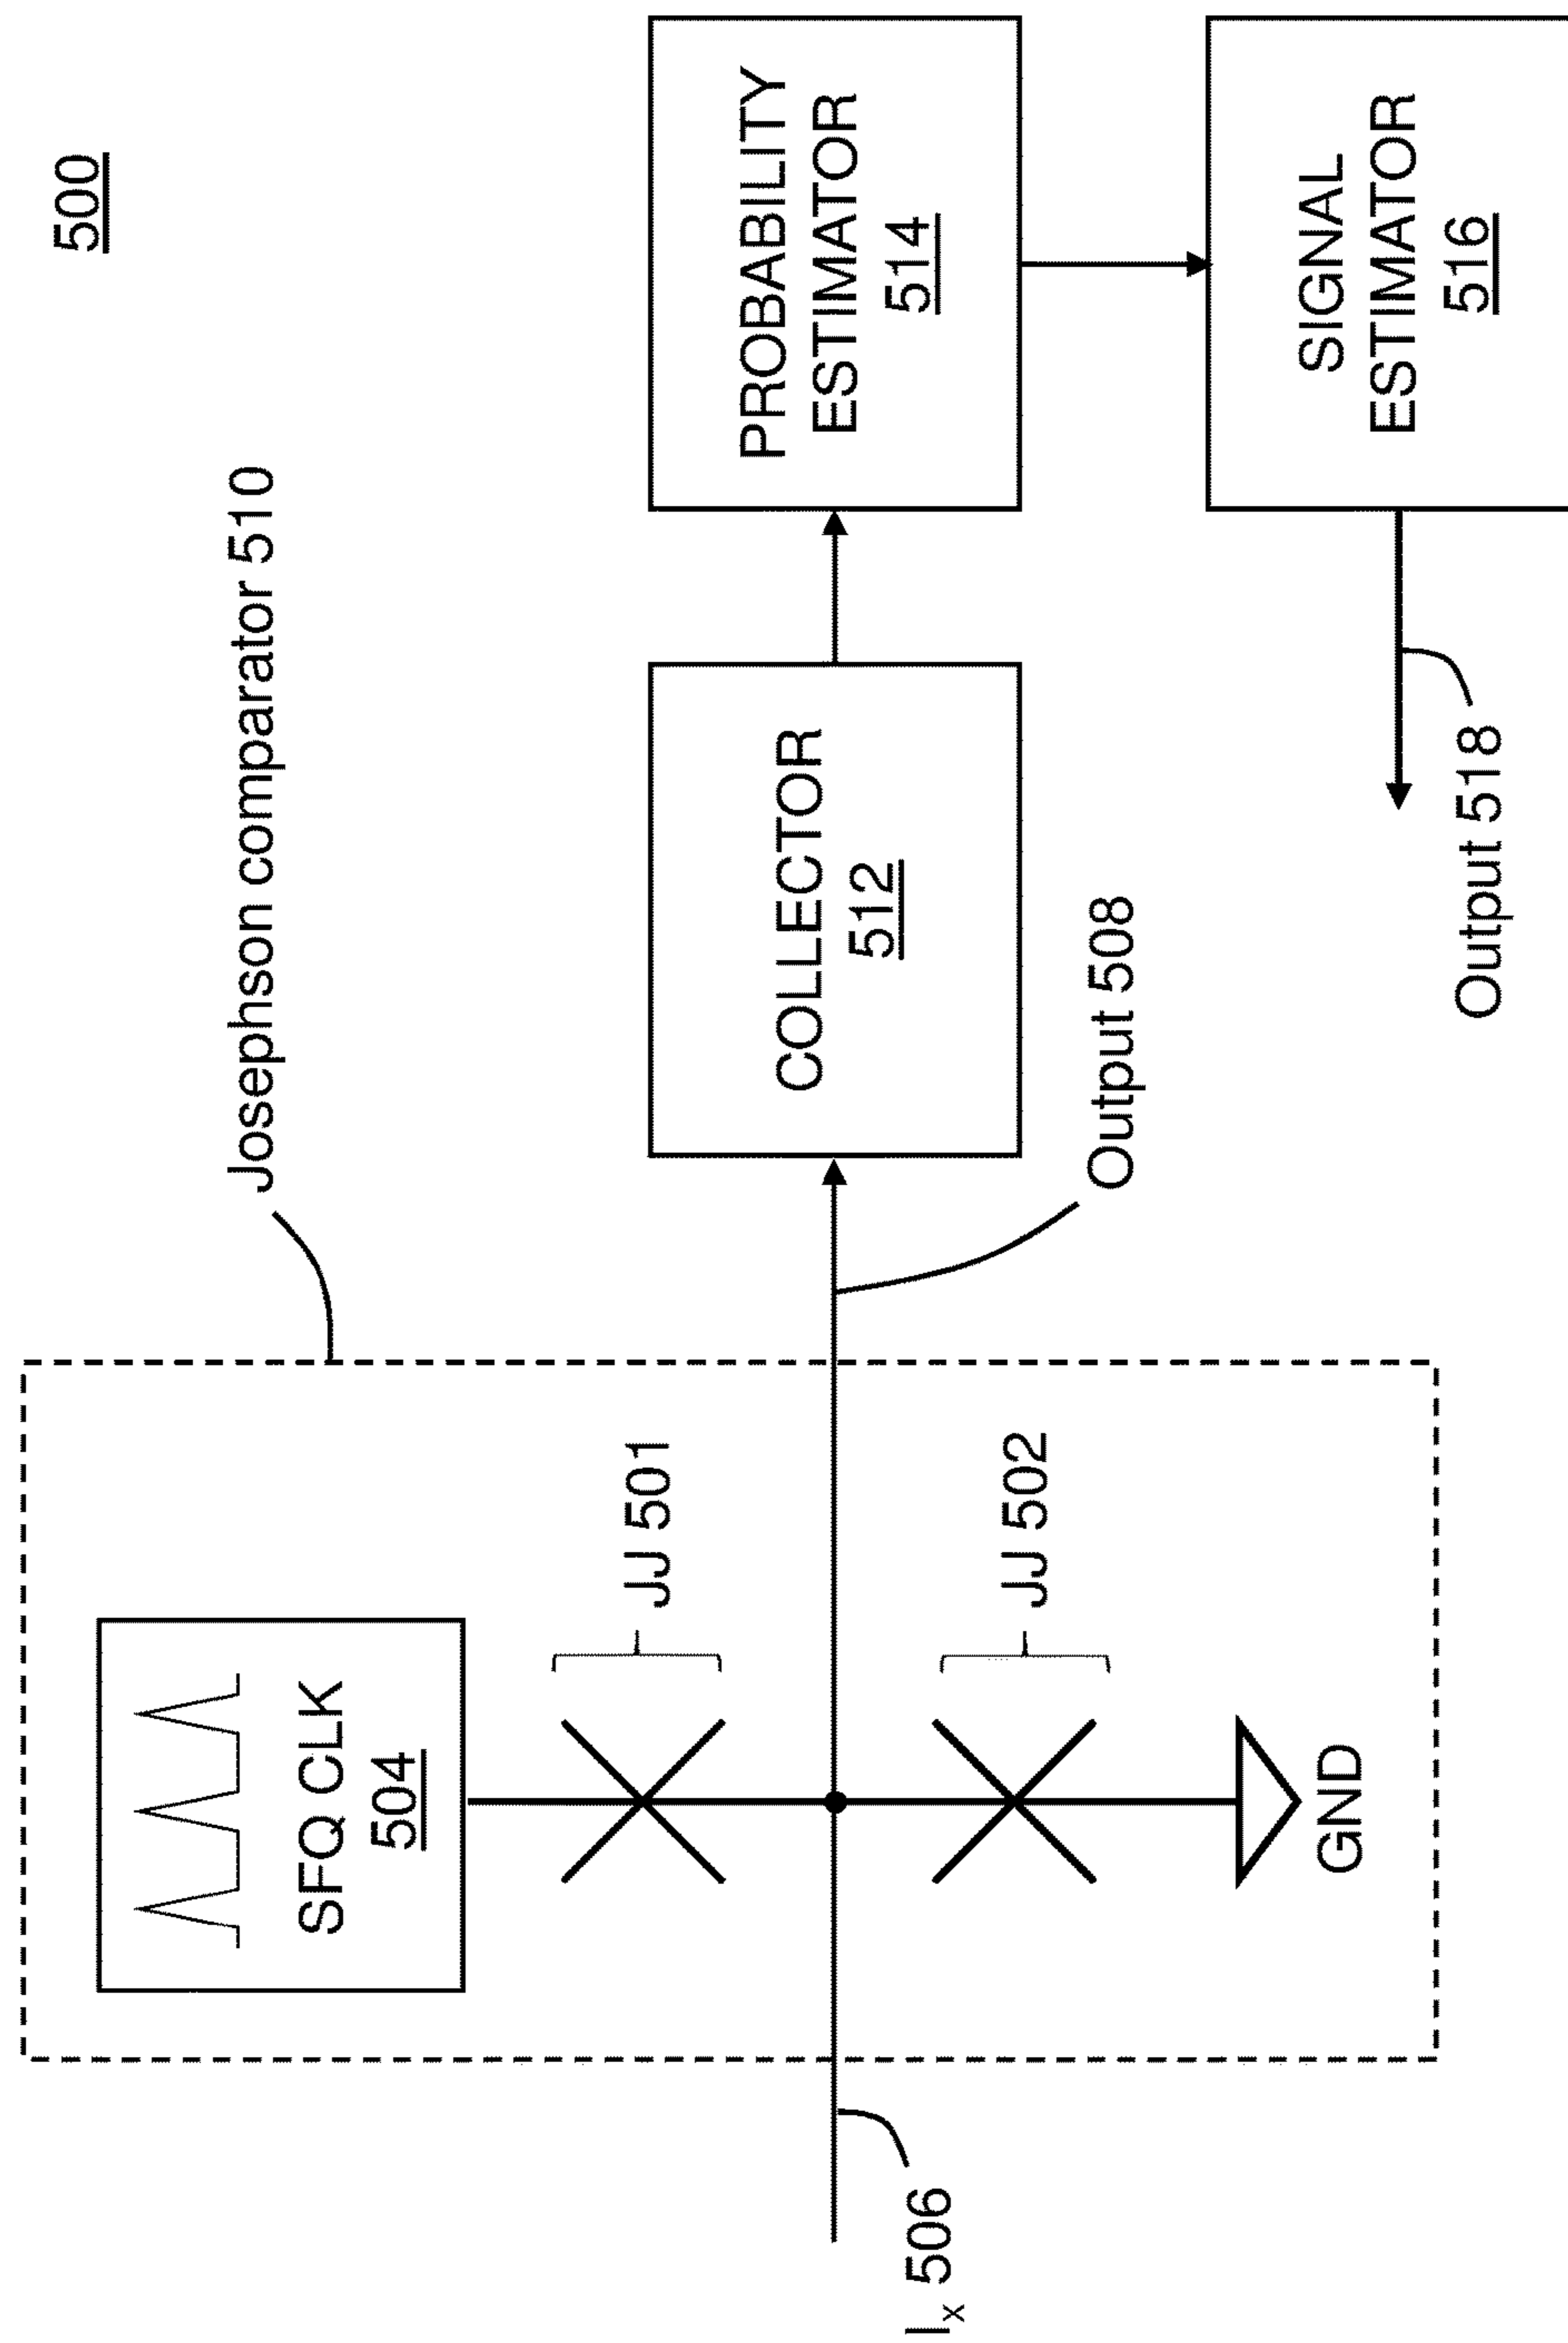 500
Josephson comparator 510
SFQ CLK
504
JJ 501
JJ 502
GND
I_x 506
Output 508
COLLECTOR
512
PROBABILITY
ESTIMATOR
514
SIGNAL
ESTIMATOR
516
Output 518